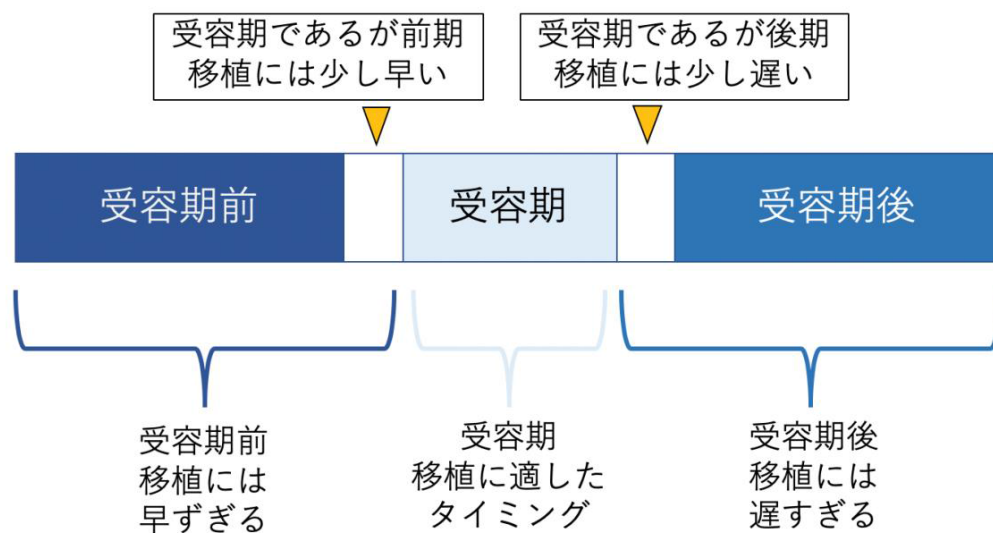 受容期であるが前期
移植には少し早い
受容期であるが後期
移植には少し遅い
受容期前
受容期
受容期後
受容期前
移植には
早ずぎる
受容期
移植に適した
タイミング
受容期後
移植には
遅すぎる